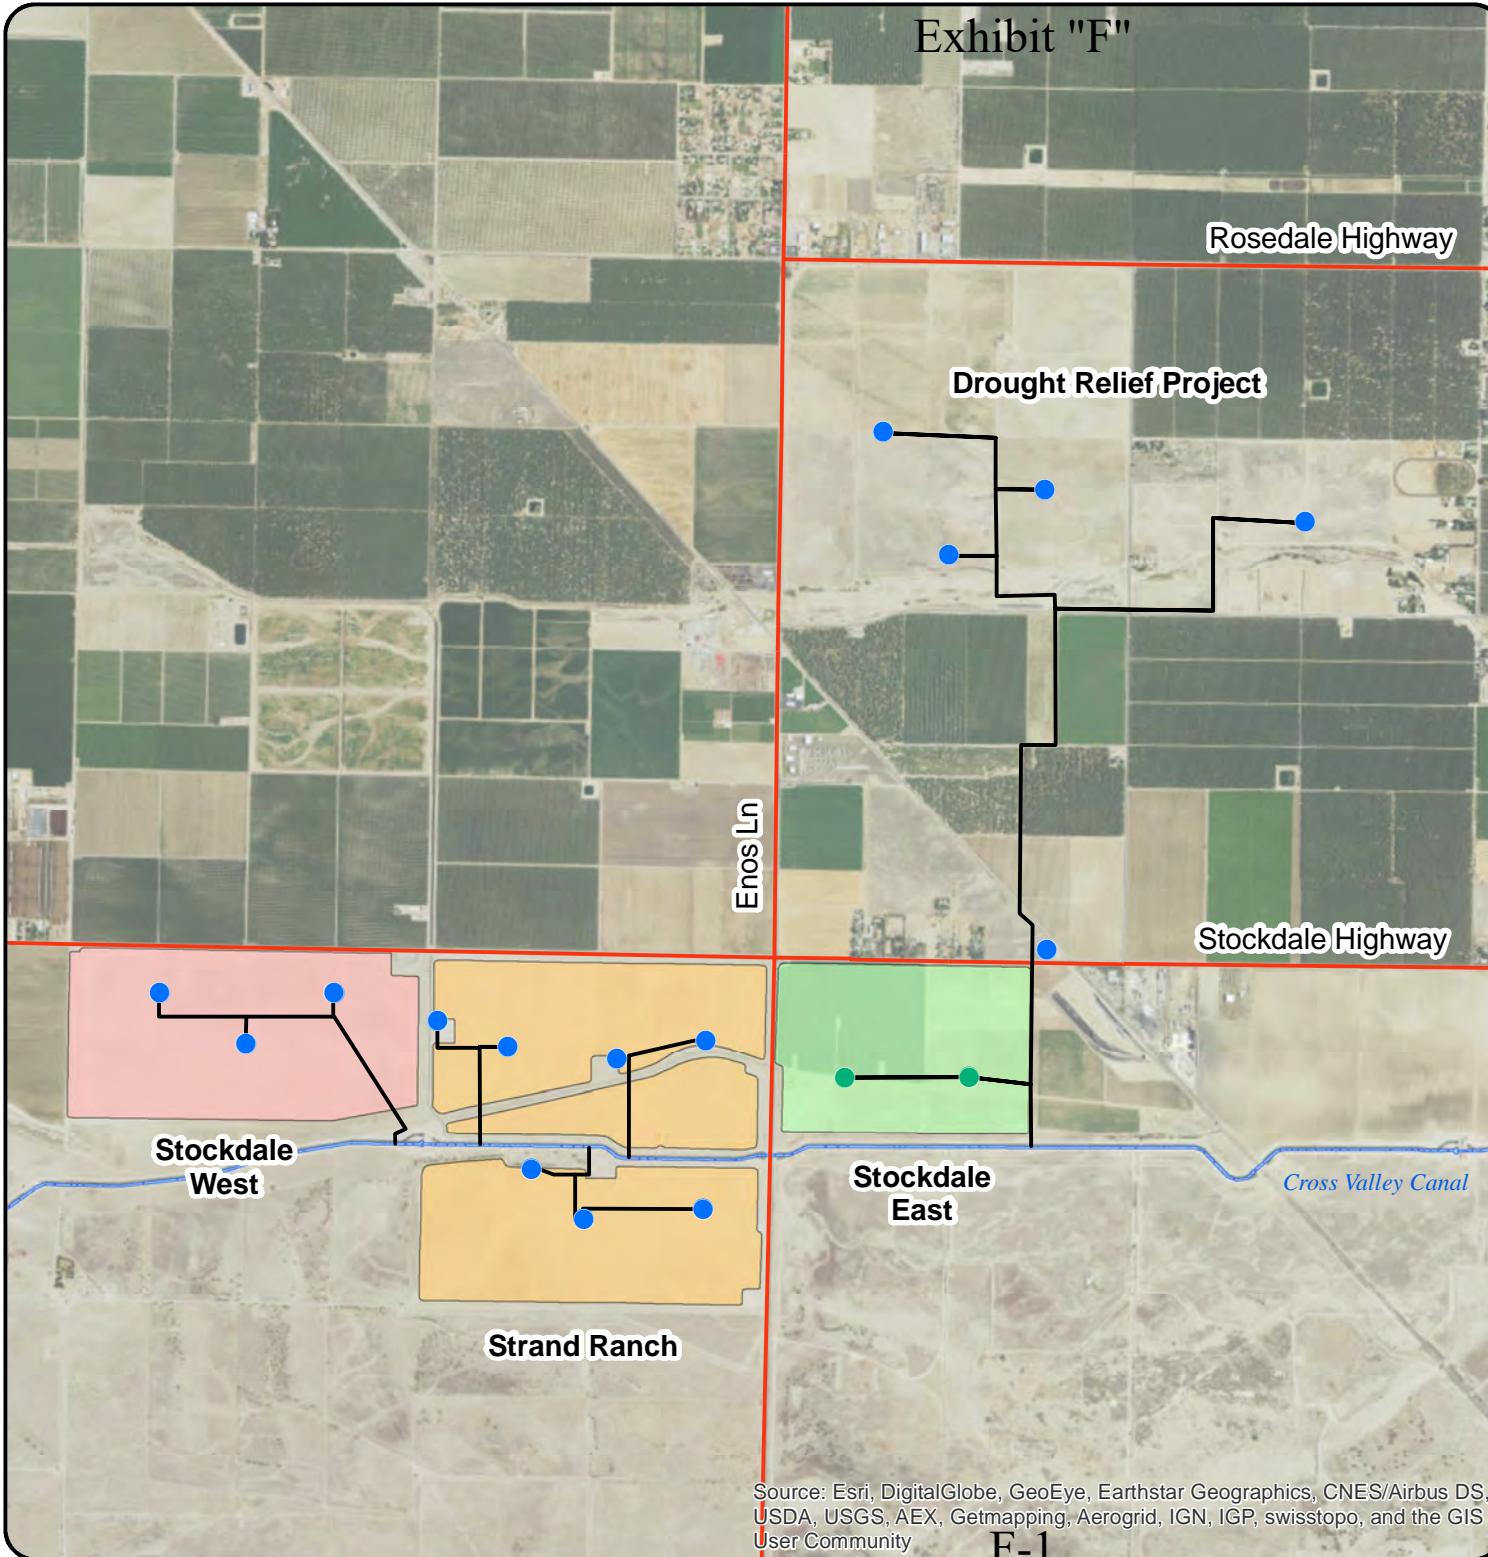 Exhibit "F"
Rosedale Highway
Drought Relief Project
Enos Ln
Stockdale Highway
Stockdale
West
Stockdale
East
Cross Valley Canal
Strand Ranch
Source: Esri, DigitalGlobe, GeoEye, Earthstar Geographics, CNES/Airbus DS,
USDA, USGS, AEX, Getmapping, Aerogrid, IGN, IGP, swisstopo, and the GIS
User Community
F-1